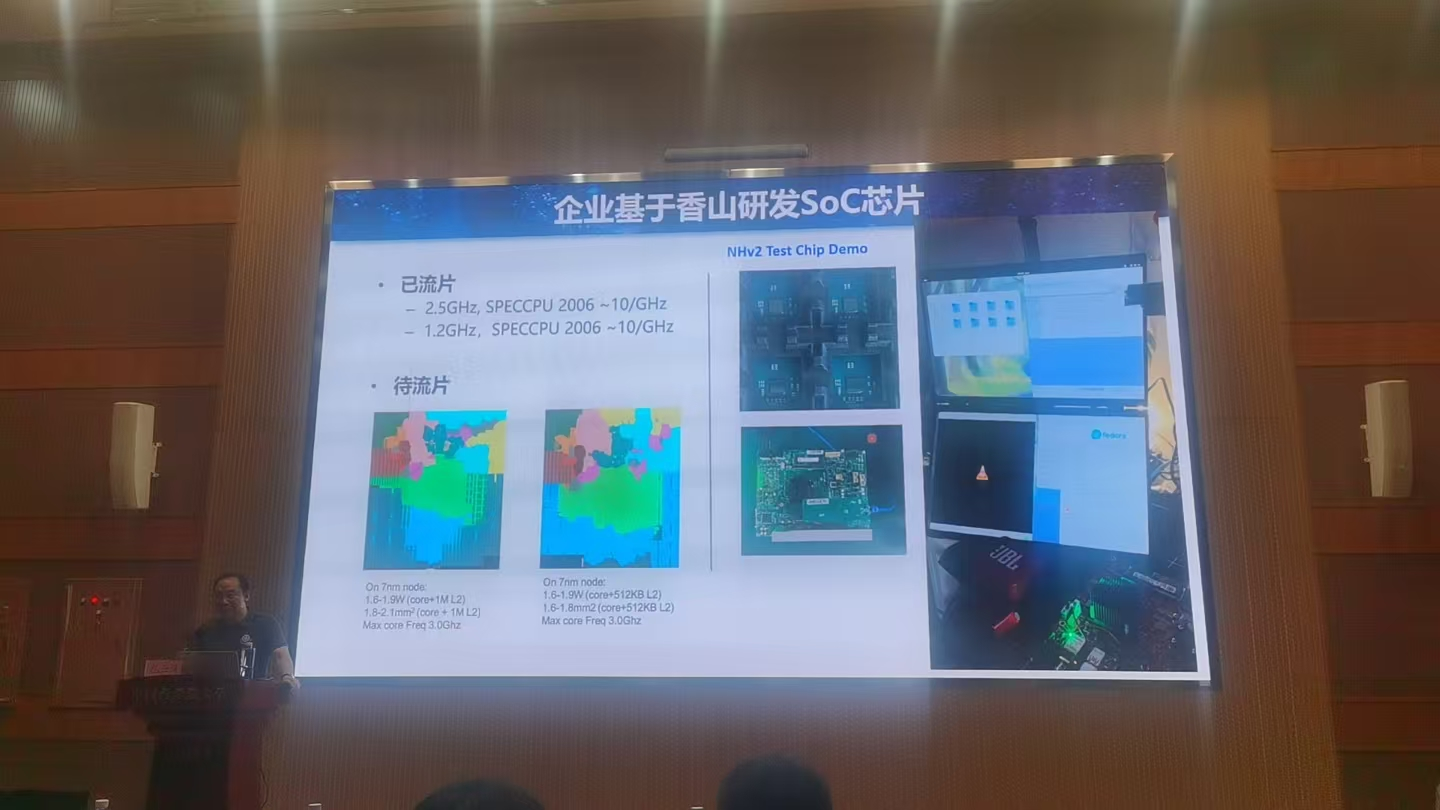 企业基于香山研发SoC芯片
NHv2 Test Chip Demo
• 已流片
– 2.5GHz, SPECCPU 2006 ~10/GHz
– 1.2GHz, SPECCPU 2006 ~10/GHz
• 待流片
On 7nm node:
1.6-1.9W (core+1M L2)
1.8-2.1mm² (core + 1M L2)
Max core Freq 3.0Ghz
On 7nm node:
1.6-1.9W (core+512KB L2)
1.6-1.8mm2 (core+512KB L2)
Max core Freq 3.0Ghz
fedora
JBL